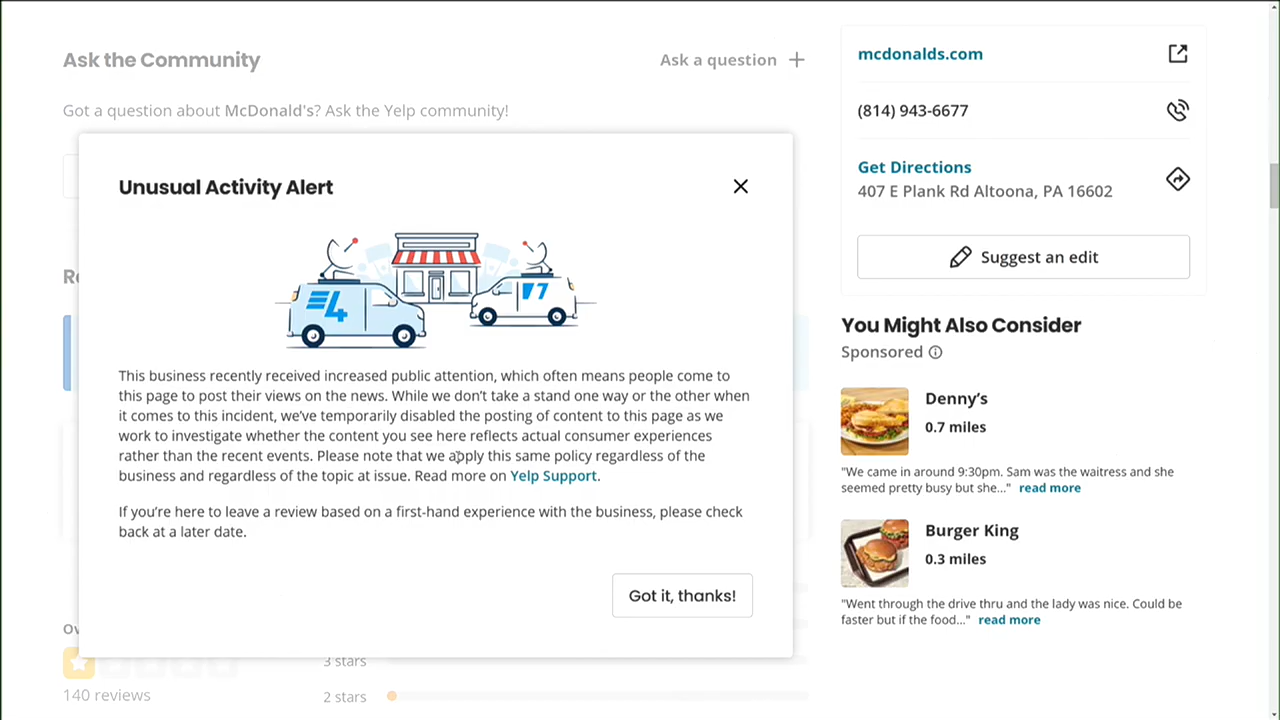 Ask the Community
Ask a question
Got a question about McDonald's? Ask the Yelp community!
Unusual Activity Alert
4
7
This business recently received increased public attention, which often means people come to
this page to post their views on the news. While we don't take a stand one way or the other when
it comes to this incident, we've temporarily disabled the posting of content to this page as we
work to investigate whether the content you see here reflects actual consumer experiences
rather than the recent events. Please note that we apply this same policy regardless of the
business and regardless of the topic at issue. Read more on Yelp Support.
If you're here to leave a review based on a first-hand experience with the business, please check
back at a later date.
Got it, thanks!
3 stars
140 reviews
2 stars
mcdonalds.com
(814) 943-6677
Get Directions
407 E Plank Rd Altoona, PA 16602
Suggest an edit
You Might Also Consider
Sponsored
Denny's
0.7 miles
"We came in around 9:30pm. Sam was the waitress and she
seemed pretty busy but she..." read more
Burger King
0.3 miles
"Went through the drive thru and the lady was nice. Could be
faster but if the food..." read more